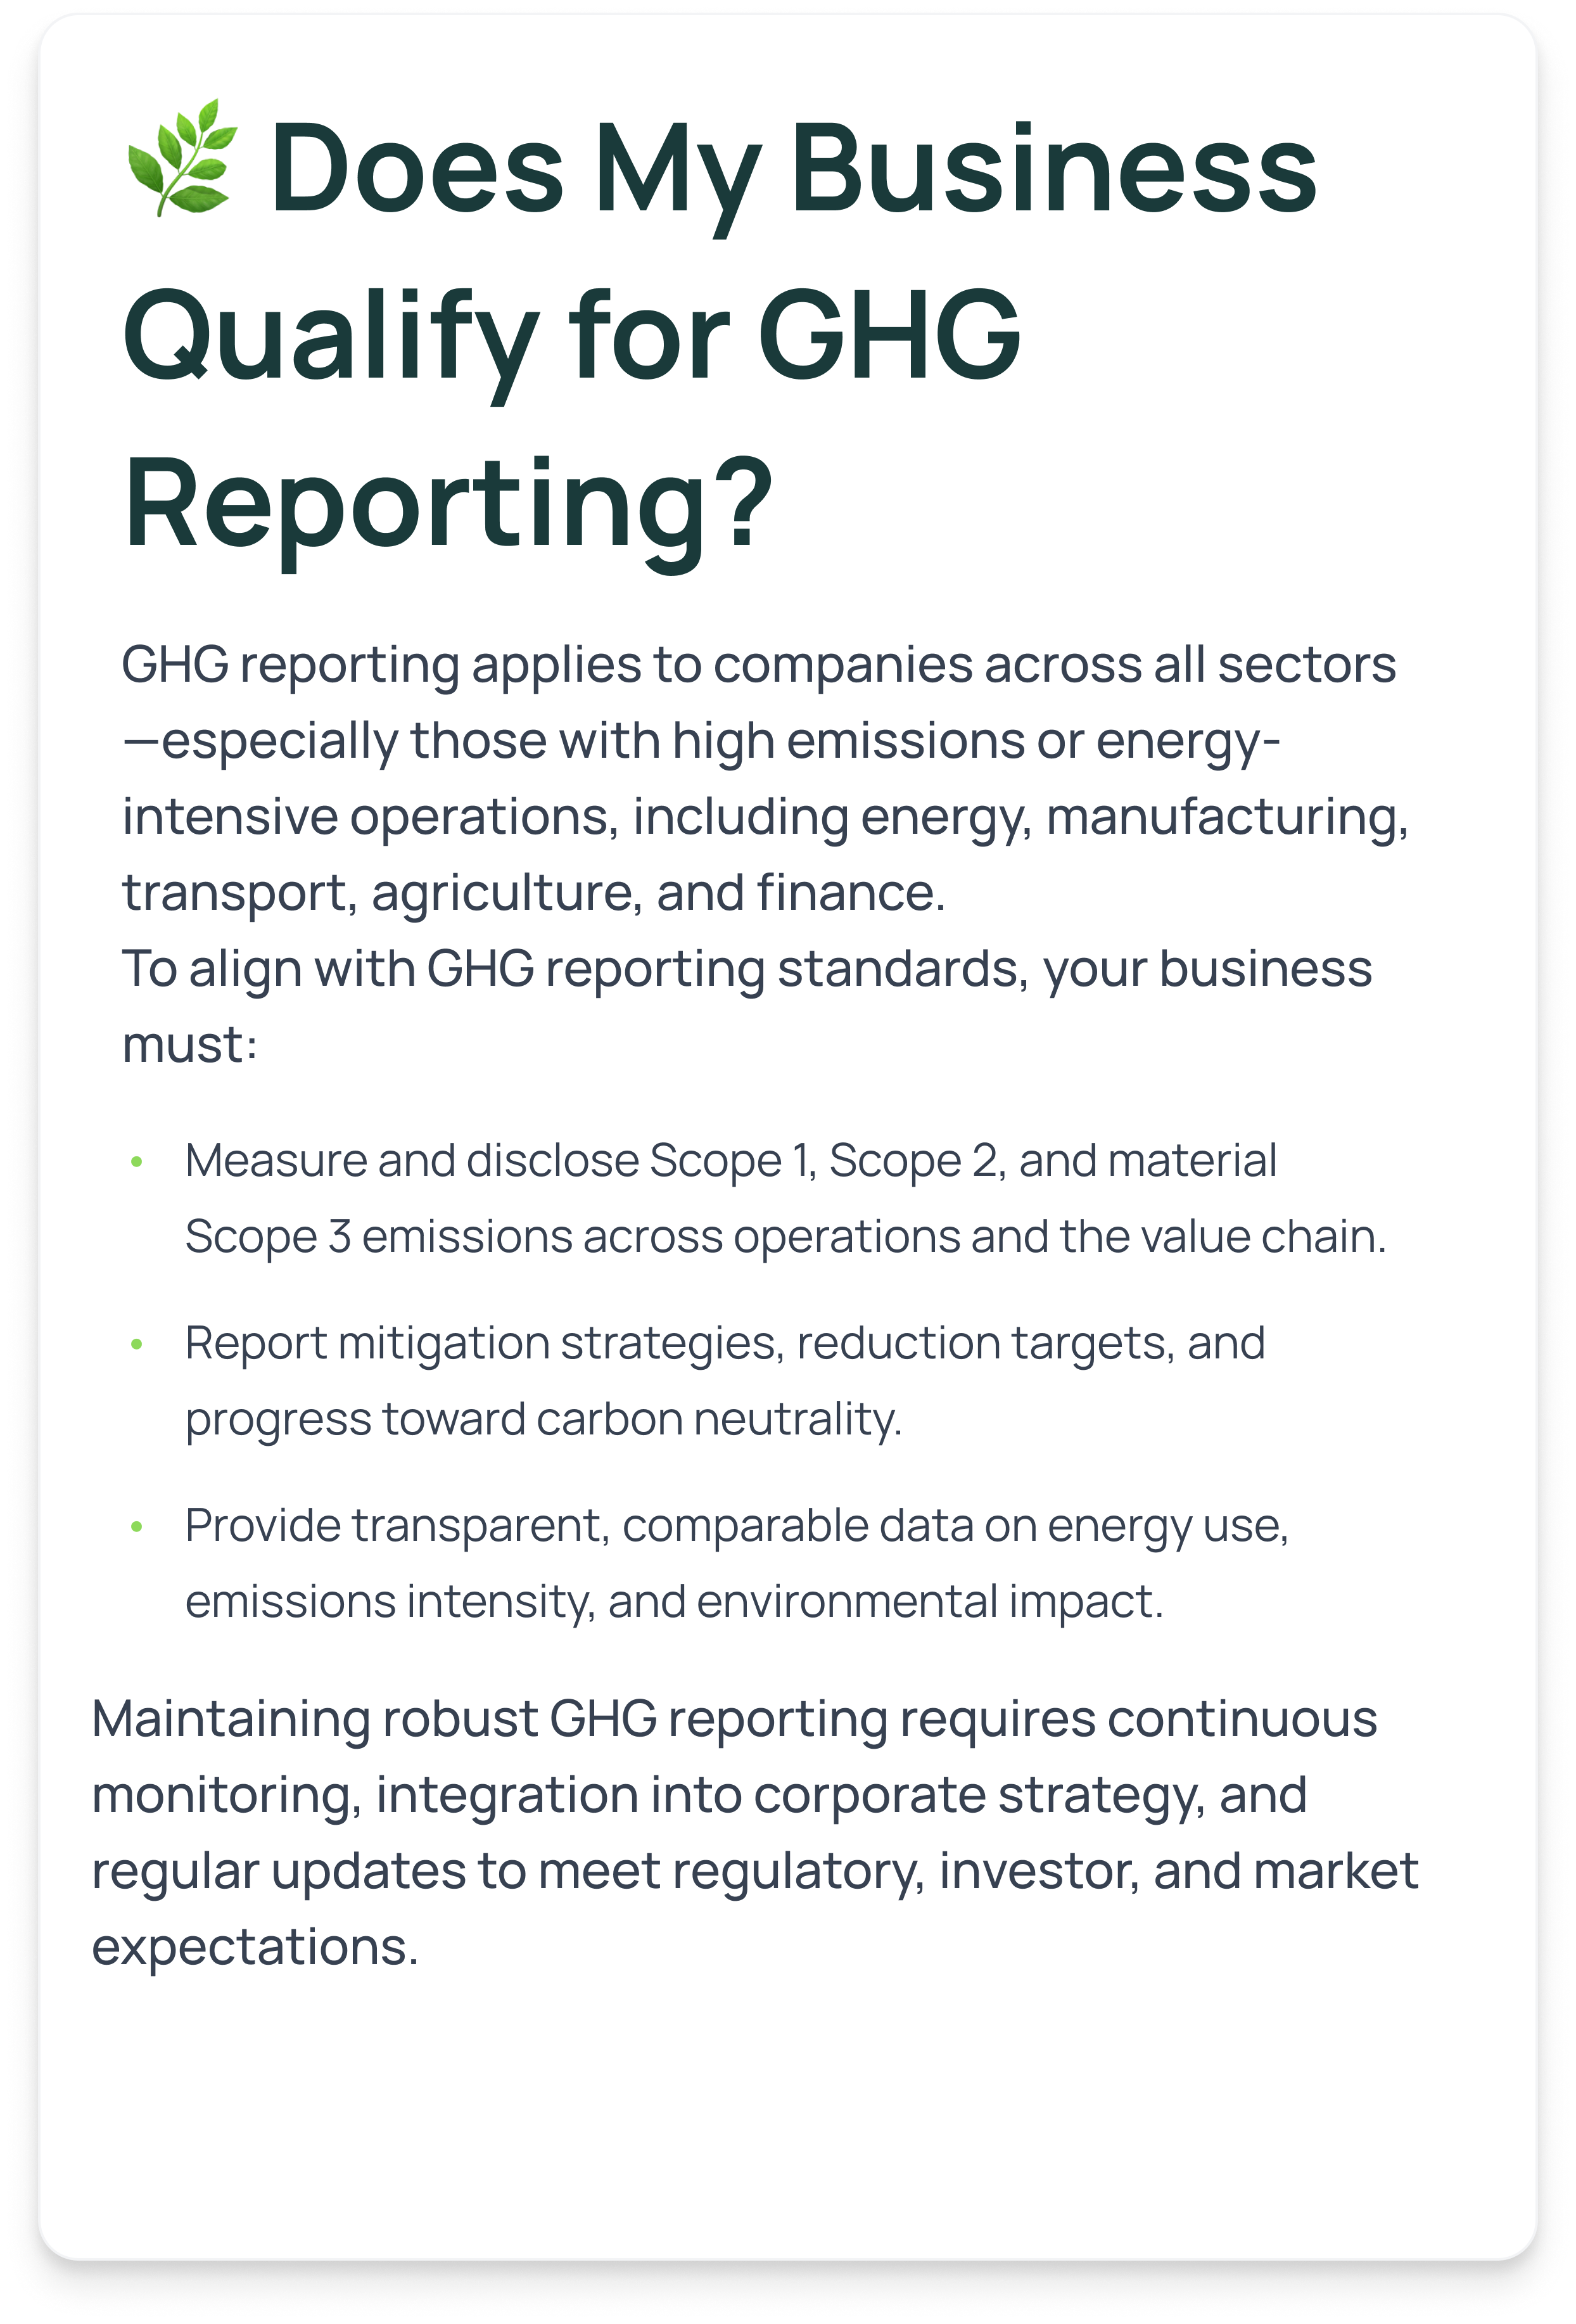 🌿 Does My Business
Qualify for GHG
Reporting?
GHG reporting applies to companies across all sectors
—especially those with high emissions or energy-
intensive operations, including energy, manufacturing,
transport, agriculture, and finance.
To align with GHG reporting standards, your business
must:
• Measure and disclose Scope 1, Scope 2, and material
Scope 3 emissions across operations and the value chain.
• Report mitigation strategies, reduction targets, and
progress toward carbon neutrality.
• Provide transparent, comparable data on energy use,
emissions intensity, and environmental impact.
Maintaining robust GHG reporting requires continuous
monitoring, integration into corporate strategy, and
regular updates to meet regulatory, investor, and market
expectations.